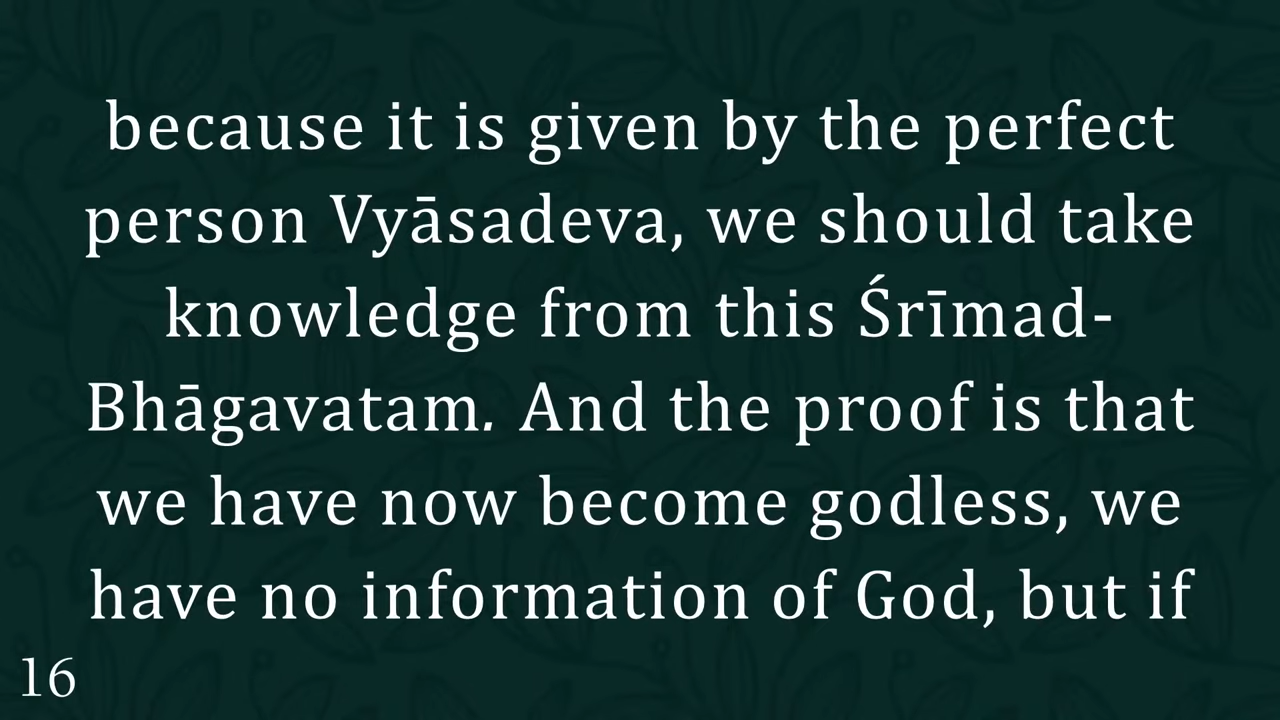 because it is given by the perfect
person Vyāsadeva, we should take
knowledge from this Śrīmad-
Bhāgavatam. And the proof is that
we have now become godless, we
have no information of God, but if
16